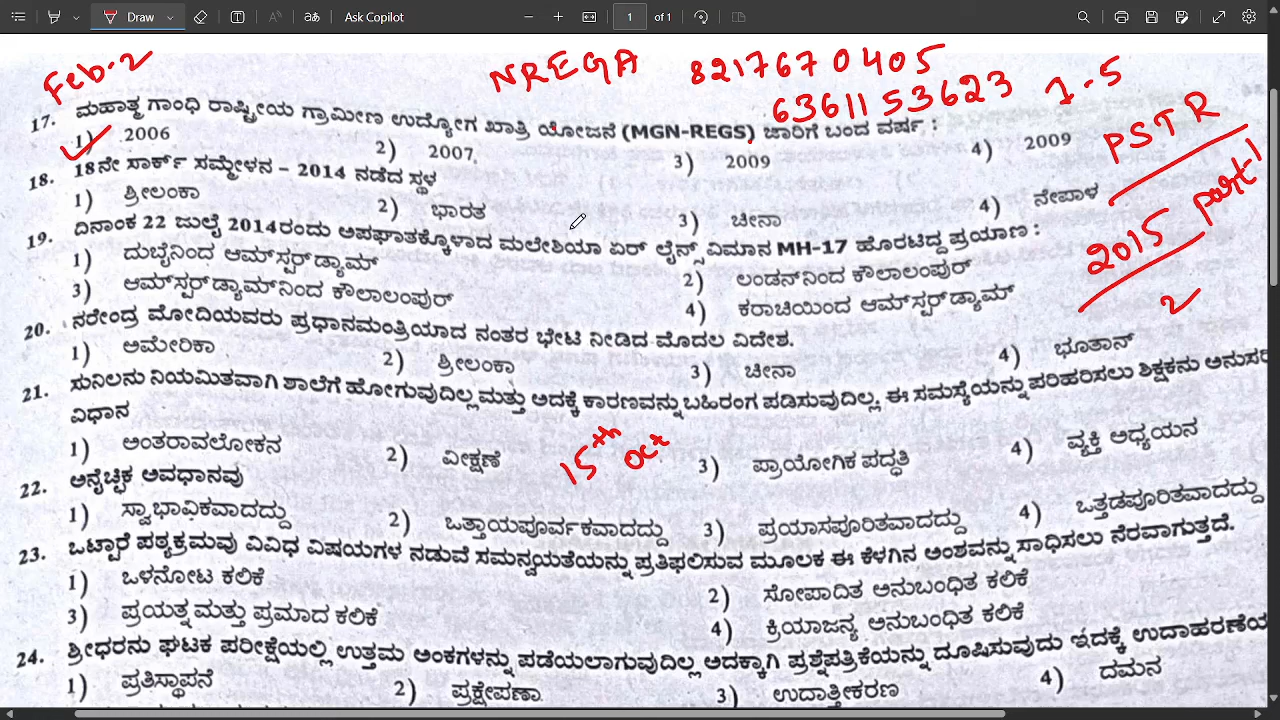 Draw
Ask Copilot
1 of 1
Feb-2
NREGA 8217670405
6361153623 1-5
PSTR
2015 part 1
2
17. ಮಹಾತ್ಮ ಗಾಂಧಿ ರಾಷ್ಟ್ರೀಯ ಗ್ರಾಮೀಣ ಉದ್ಯೋಗ ಖಾತ್ರಿ ಯೋಜನೆ (MGN-REGS) ಜಾರಿಗೆ ಬಂದ ವರ್ಷ :
1) 2006 2) 2007 3) 2009 4) 2009
18. 18ನೇ ಸಾರ್ಕ್ ಸಮ್ಮೇಳನ - 2014 ನಡೆದ ಸ್ಥಳ
1) ಶ್ರೀಲಂಕಾ 2) ಭಾರತ 3) ಚೀನಾ 4) ನೇಪಾಳ
19. ದಿನಾಂಕ 22 ಜುಲೈ 2014ರಂದು ಅಪಘಾತಕ್ಕೊಳಾದ ಮಲೇಶಿಯಾ ಏರ್ ಲೈನ್ಸ್ ವಿಮಾನ MH-17 ಹೊರಟಿದ್ದ ಪ್ರಯಾಣ :
1) ದುಬೈನಿಂದ ಆಮ್‌ಸ್ಟರ್‌ಡ್ಯಾಮ್ 2) ಲಂಡನ್‌ನಿಂದ ಕೌಲಾಲಂಪುರ್
3) ಆಮ್‌ಸ್ಟರ್‌ಡ್ಯಾಮ್‌ನಿಂದ ಕೌಲಾಲಂಪುರ್ 4) ಕರಾಚಿಯಿಂದ ಆಮ್‌ಸ್ಟರ್‌ಡ್ಯಾಮ್
20. ನರೇಂದ್ರ ಮೋದಿಯವರು ಪ್ರಧಾನಮಂತ್ರಿಯಾದ ನಂತರ ಭೇಟಿ ನೀಡಿದ ಮೊದಲ ವಿದೇಶ.
1) ಅಮೇರಿಕಾ 2) ಶ್ರೀಲಂಕಾ 3) ಚೀನಾ 4) ಭೂತಾನ್
21. ಸುನಿಲನು ನಿಯಮಿತವಾಗಿ ಶಾಲೆಗೆ ಹೋಗುವುದಿಲ್ಲ ಮತ್ತು ಅದಕ್ಕೆ ಕಾರಣವನ್ನು ಬಹಿರಂಗ ಪಡಿಸುವುದಿಲ್ಲ. ಈ ಸಮಸ್ಯೆಯನ್ನು ಪರಿಹರಿಸಲು ಶಿಕ್ಷಕನು ಅನುಸರಿ
ವಿಧಾನ
1) ಅಂತರಾವಲೋಕನ 2) ವೀಕ್ಷಣೆ 3) ಪ್ರಾಯೋಗಿಕ ಪದ್ಧತಿ 4) ವ್ಯಕ್ತಿ ಅಧ್ಯಯನ
15th Oct
22. ಅನೈಚ್ಛಿಕ ಅವಧಾನವು
1) ಸ್ವಾಭಾವಿಕವಾದದ್ದು 2) ಒತ್ತಾಯಪೂರ್ವಕವಾದದ್ದು 3) ಪ್ರಯಾಸಪೂರಿತವಾದದ್ದು 4) ಒತ್ತಡಪೂರಿತವಾದದ್ದು
23. ಒಟ್ಟಾರೆ ಪಠ್ಯಕ್ರಮವು ವಿವಿಧ ವಿಷಯಗಳ ನಡುವೆ ಸಮನ್ವಯತೆಯನ್ನು ಪ್ರತಿಫಲಿಸುವ ಮೂಲಕ ಈ ಕೆಳಗಿನ ಅಂಶವನ್ನು ಸಾಧಿಸಲು ನೆರವಾಗುತ್ತದೆ.
1) ಒಳನೋಟ ಕಲಿಕೆ 2) ಸೋಪಾದಿತ ಅನುಬಂಧಿತ ಕಲಿಕೆ
3) ಪ್ರಯತ್ನ ಮತ್ತು ಪ್ರಮಾದ ಕಲಿಕೆ 4) ಕ್ರಿಯಾಜನ್ಯ ಅನುಬಂಧಿತ ಕಲಿಕೆ
24. ಶ್ರೀಧರನು ಘಟಕ ಪರೀಕ್ಷೆಯಲ್ಲಿ ಉತ್ತಮ ಅಂಕಗಳನ್ನು ಪಡೆಯಲಾಗುವುದಿಲ್ಲ ಅದಕ್ಕಾಗಿ ಪ್ರಶ್ನೆಪತ್ರಿಕೆಯನ್ನು ದೂಷಿಸುವುದು ಇದಕ್ಕೆ ಉದಾಹರಣೆಯ
1) ಪ್ರತಿಸ್ಥಾಪನೆ 2) ಪ್ರಕ್ಷೇಪಣಾ 3) ಉದಾತ್ತೀಕರಣ 4) ದಮನ